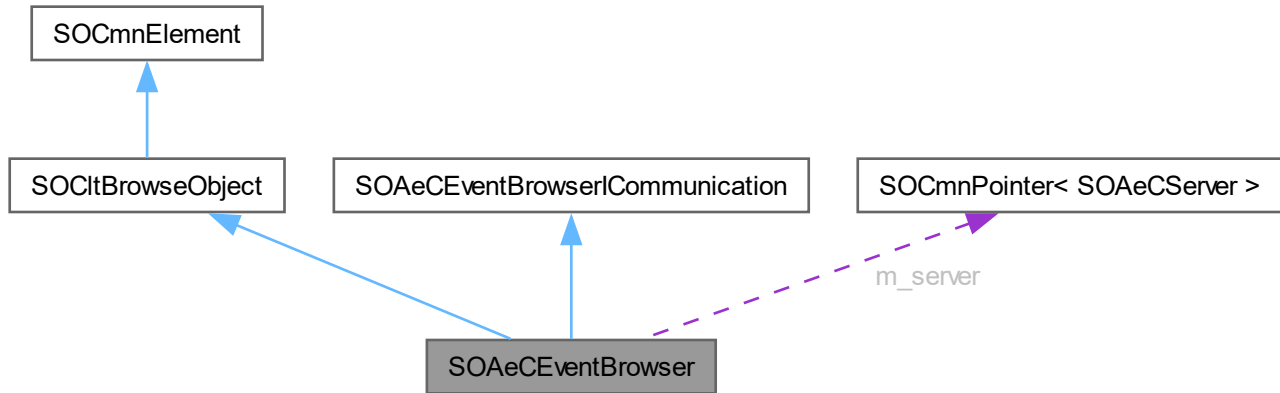 SOCmnElement
SOCltBrowseObject
SOAeCEventBrowserICommunication
SOCmnPointer< SOAeCServer >
m_server
SOAeCEventBrowser